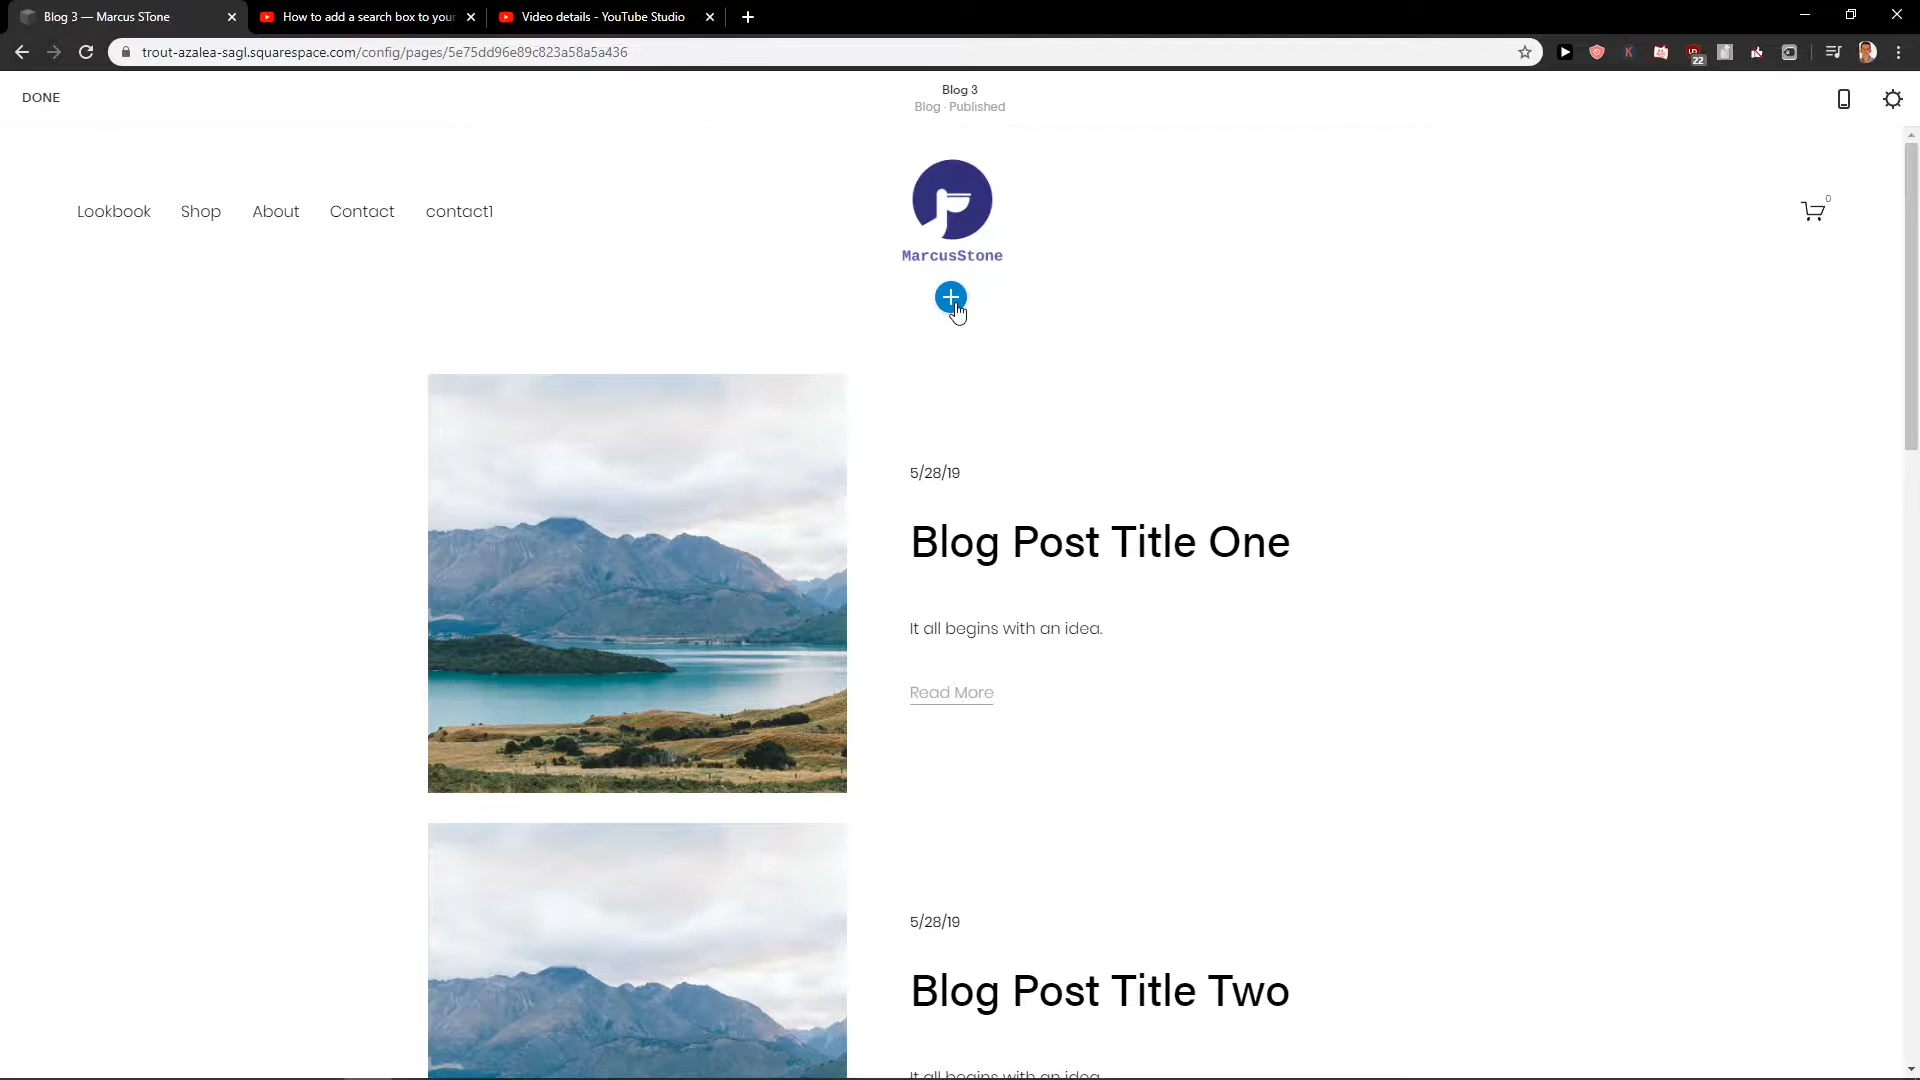 Blog 3 — Marcus STone
How to add a search box to your
Video details - YouTube Studio
trout-azalea-sagl.squarespace.com/config/pages/5e75dd96e89c823a58a5a436
K
22
DONE
Blog 3
Blog · Published
Lookbook
Shop
About
Contact
contact1
MarcusStone
0
5/28/19
Blog Post Title One
It all begins with an idea.
Read More
5/28/19
Blog Post Title Two
It all begins with an idea.